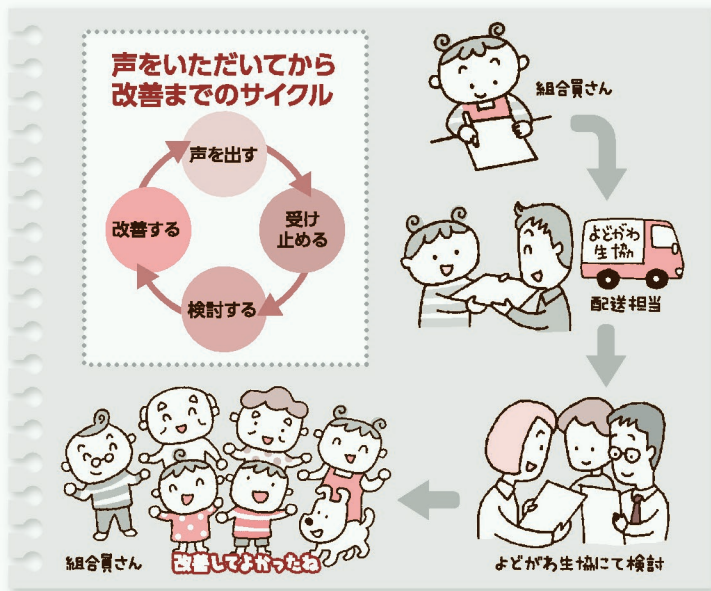 声をいただいてから
改善までのサイクル
声を出す
受け
止める
検討する
改善する
組合員さん
よどがわ
生協
配送担当
よどがわ生協にて検討
組合員さん
改善してよかったね